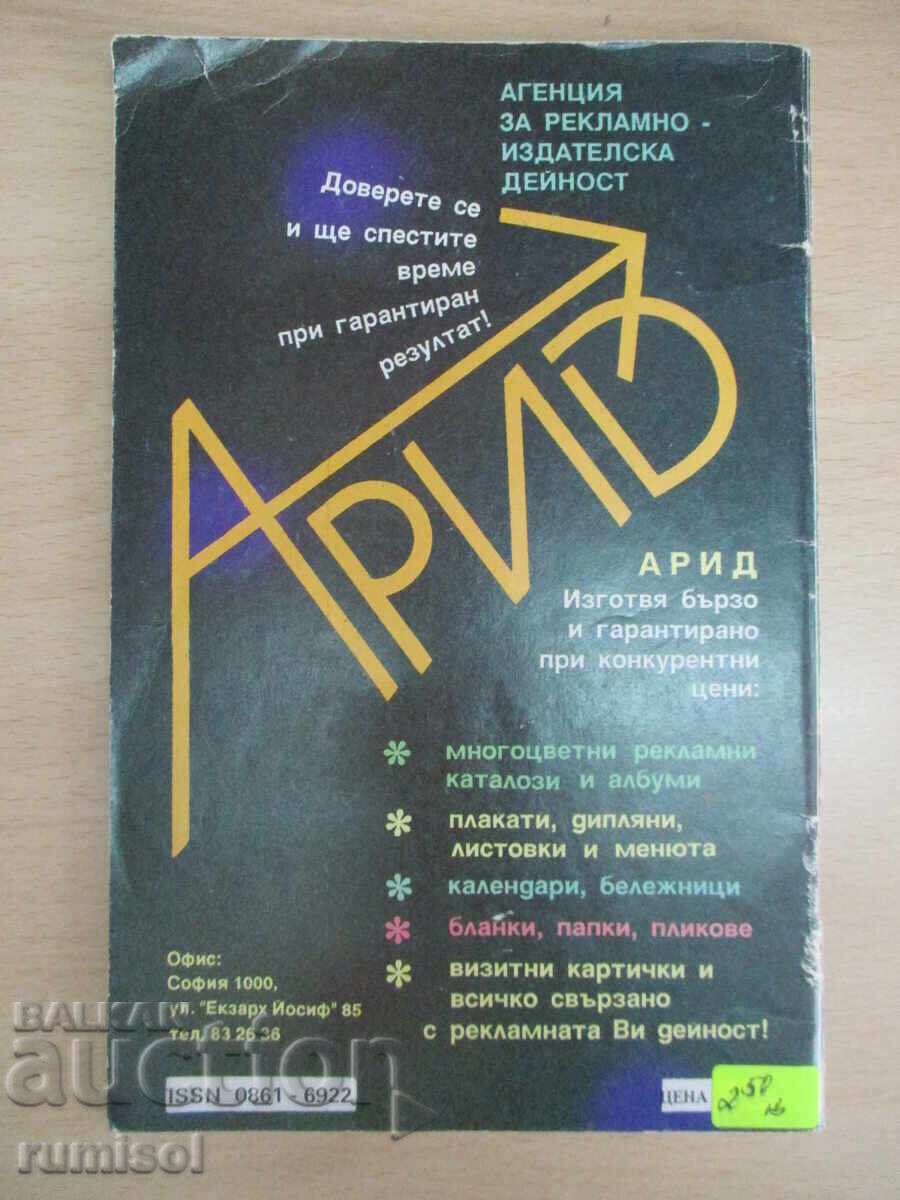 АГЕНЦИЯ
ЗА РЕКЛАМНО -
ИЗДАТЕЛСКА
ДЕЙНОСТ
Доверете се
и ще спестите
време
при гарантиран
резултат!
АРИД
АРИД
Изготвя бързо
и гарантирано
при конкурентни
цени:
* многоцветни рекламни
каталози и албуми
* плакати, дипляни,
листовки и менюта
* календари, бележници
* бланки, папки, пликове
* визитни картички и
всичко свързано
с рекламната Ви дейност!
Офис:
София 1000,
ул. "Екзарх Йосиф" 85
тел. 83 26 36
ISSN 0861 - 6922
ЦЕНА
2 50 лв
BALKAN
auction
rumisol